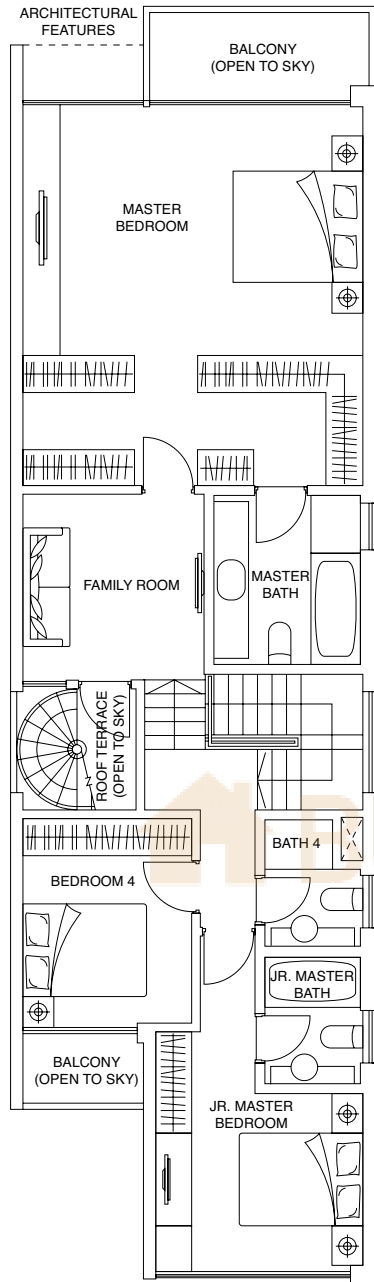 ARCHITECTURAL
FEATURES
BALCONY
(OPEN TO SKY)
MASTER
BEDROOM
FAMILY ROOM
MASTER
BATH
ROOF TERRACE
(OPEN TO SKY)
BEDROOM 4
BATH 4
JR. MASTER
BATH
BALCONY
(OPEN TO SKY)
JR. MASTER
BEDROOM